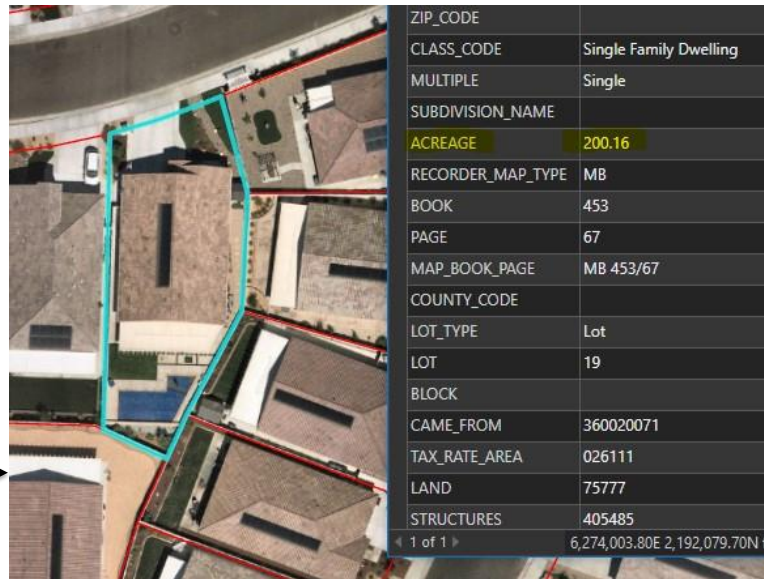 ZIP_CODE
CLASS_CODE Single Family Dwelling
MULTIPLE Single
SUBDIVISION_NAME
ACREAGE 200.16
RECORDER_MAP_TYPE MB
BOOK 453
PAGE 67
MAP_BOOK_PAGE MB 453/67
COUNTY_CODE
LOT_TYPE Lot
LOT 19
BLOCK
CAME_FROM 360020071
TAX_RATE_AREA 026111
LAND 75777
STRUCTURES 405485
1 of 1 6,274,003.80E 2,192,079.70N